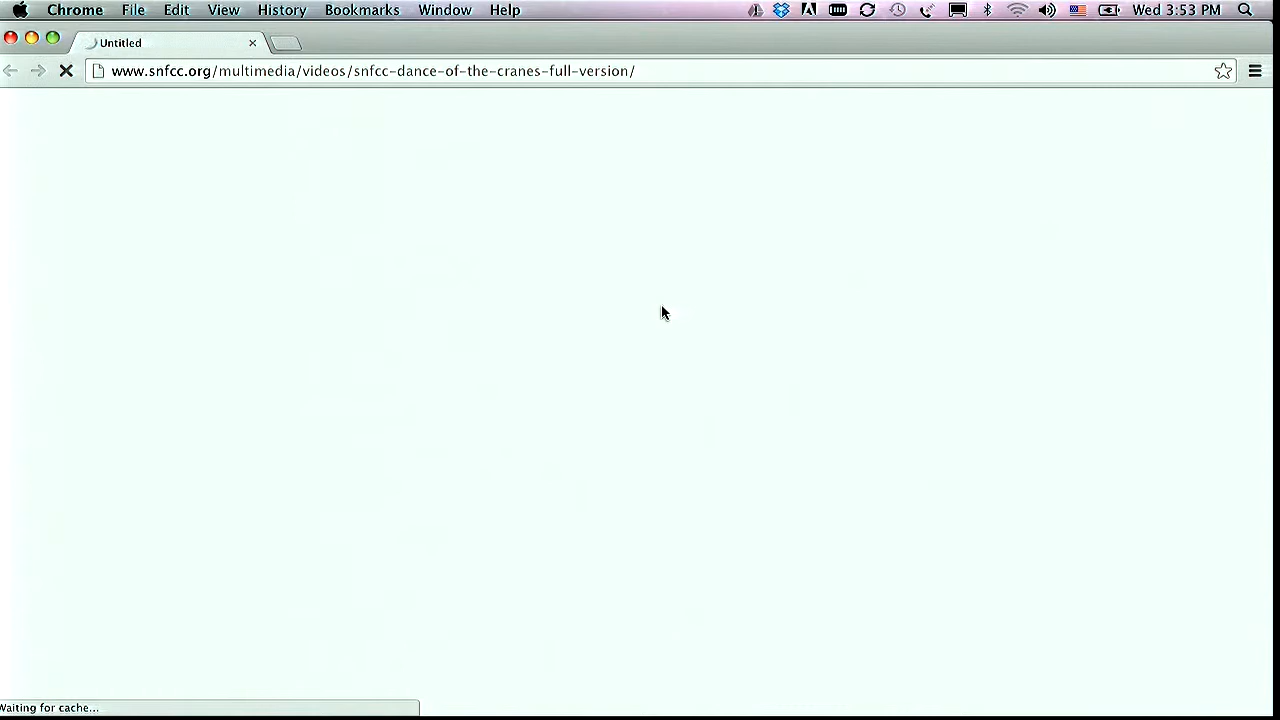 Chrome File Edit View History Bookmarks Window Help Wed 3:53 PM
Untitled
www.snfcc.org/multimedia/videos/snfcc-dance-of-the-cranes-full-version/
Waiting for cache...